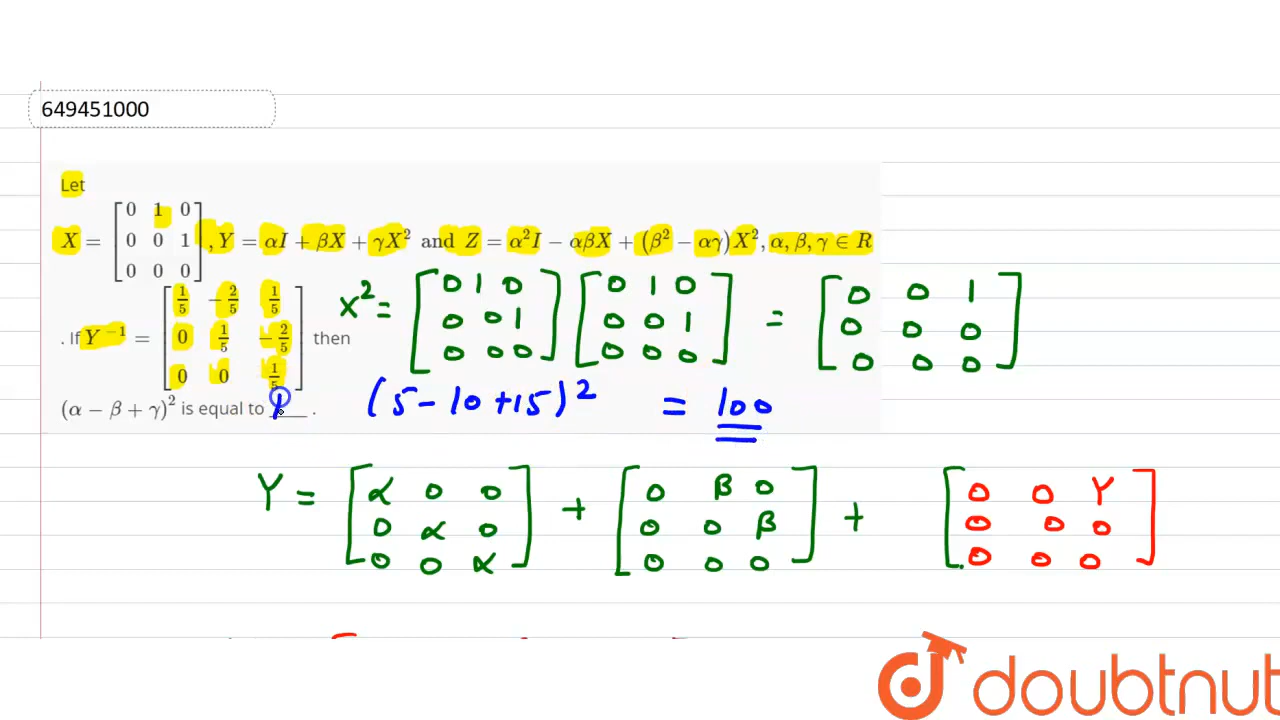 649451000
Let
X = [0 1 0; 0 0 1; 0 0 0], Y = αI + βX + γX² and Z = α²I − αβX + (β² − αγ)X², α, β, γ ∈ R
. If Y⁻¹ = [1/5 −2/5 1/5; 0 1/5 −2/5; 0 0 1/5] then
(α − β + γ)² is equal to ____ .
X² = [0 1 0; 0 0 1; 0 0 0] [0 1 0; 0 0 1; 0 0 0] = [0 0 1; 0 0 0; 0 0 0]
(5 − 10 + 15)² = 100
Y = [α 0 0; 0 α 0; 0 0 α] + [0 β 0; 0 0 β; 0 0 0] + [0 0 γ; 0 0 0; 0 0 0]
doubtnut